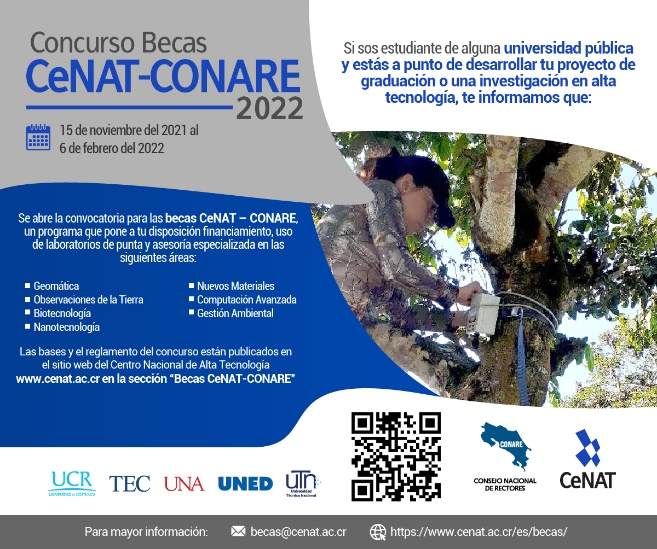 Concurso Becas
CeNAT-CONARE
2022
15 de noviembre del 2021 al
6 de febrero del 2022
Si sos estudiante de alguna universidad pública
y estás a punto de desarrollar tu proyecto de
graduación o una investigación en alta
tecnología, te informamos que:
Se abre la convocatoria para las becas CeNAT – CONARE,
un programa que pone a tu disposición financiamiento, uso
de laboratorios de punta y asesoría especializada en las
siguientes áreas:
Geomática
Observaciones de la Tierra
Biotecnología
Nanotecnología
Nuevos Materiales
Computación Avanzada
Gestión Ambiental
Las bases y el reglamento del concurso están publicados en
el sitio web del Centro Nacional de Alta Tecnología
www.cenat.ac.cr en la sección “Becas CeNAT-CONARE”
UCR
UNIVERSIDAD DE COSTA RICA
TEC
UNA
UNED
UTN
Universidad
Técnica Nacional
CONARE
CONSEJO NACIONAL
DE RECTORES
CeNAT
Para mayor información:
becas@cenat.ac.cr
https://www.cenat.ac.cr/es/becas/